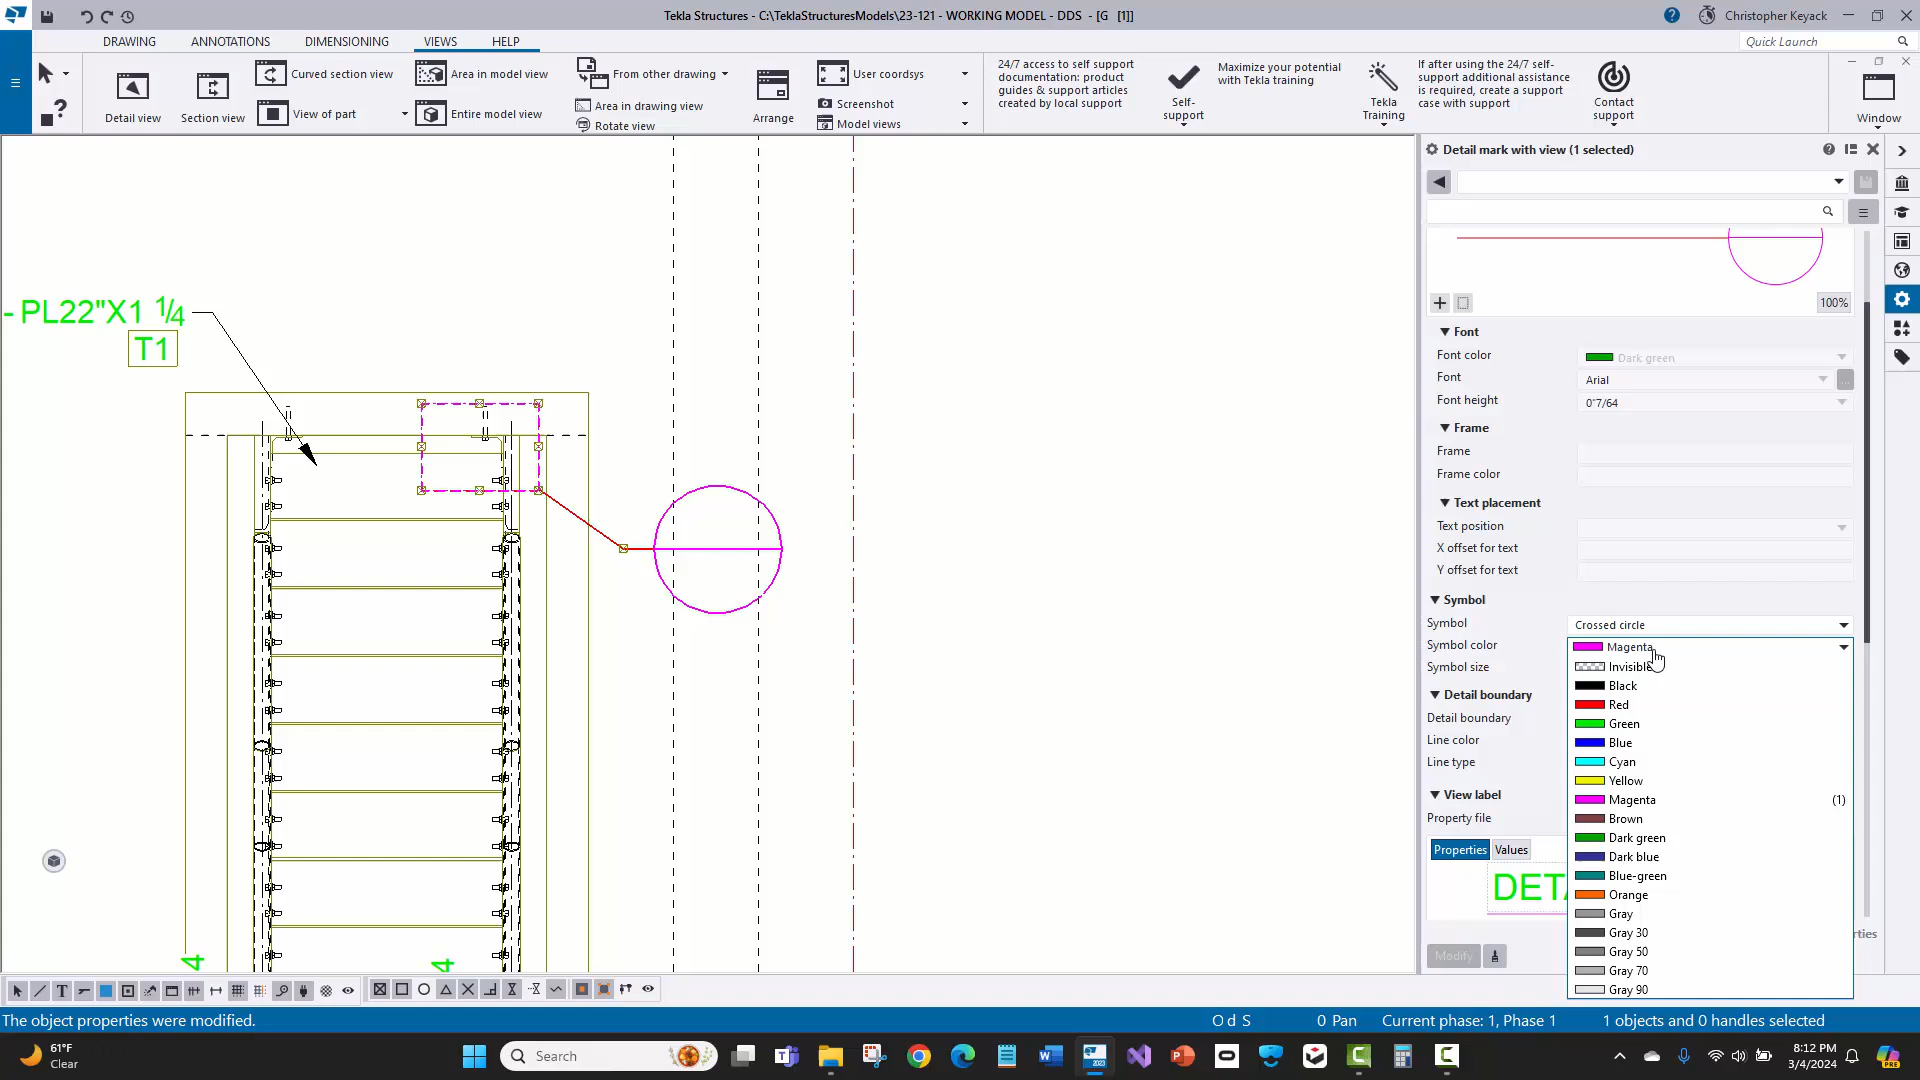 Tekla Structures - C:\TeklaStructuresModels\23-121 - WORKING MODEL - DDS - [G [1]]
Christopher Keyack
DRAWING ANNOTATIONS DIMENSIONING VIEWS HELP
Quick Launch
Detail view
Section view
Curved section view
View of part
Area in model view
Entire model view
From other drawing
Area in drawing view
Rotate view
Arrange
User coordsys
Screenshot
Model views
24/7 access to self support
documentation: product
guides & support articles
created by local support
Self-
support
Maximize your potential
with Tekla training
Tekla
Training
If after using the 24/7 self-
support additional assistance
is required, create a support
case with support
Contact
support
Window
- PL22"X1 1/4
T1
4
4
Detail mark with view (1 selected)
100%
Font
Font color
Dark green
Font
Arial
...
Font height
0"7/64
Frame
Frame
Frame color
Text placement
Text position
X offset for text
Y offset for text
Symbol
Symbol
Crossed circle
Symbol color
Magenta
Symbol size
Invisible
Black
Red
Green
Blue
Cyan
Yellow
Magenta (1)
Brown
Dark green
Dark blue
Blue-green
Orange
Gray
Gray 30
Gray 50
Gray 70
Gray 90
Detail boundary
Detail boundary
Line color
Line type
View label
Property file
Properties Values
DETA
rties
Modify
The object properties were modified.
O d S
0 Pan
Current phase: 1, Phase 1
1 objects and 0 handles selected
61°F
Clear
Search
8:12 PM
3/4/2024